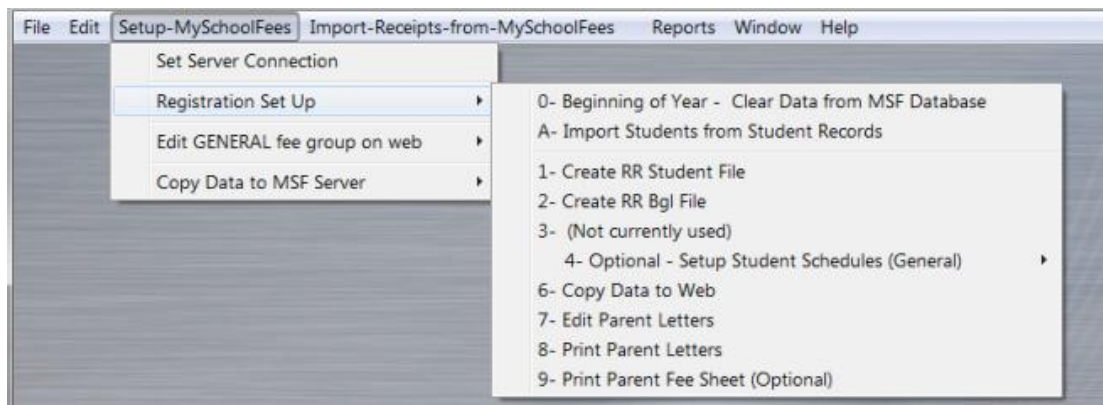 File Edit Setup-MySchoolFees Import-Receipts-from-MySchoolFees Reports Window Help
Set Server Connection
Registration Set Up
Edit GENERAL fee group on web
Copy Data to MSF Server
0- Beginning of Year - Clear Data from MSF Database
A- Import Students from Student Records
1- Create RR Student File
2- Create RR Bgl File
3- (Not currently used)
4- Optional - Setup Student Schedules (General)
6- Copy Data to Web
7- Edit Parent Letters
8- Print Parent Letters
9- Print Parent Fee Sheet (Optional)